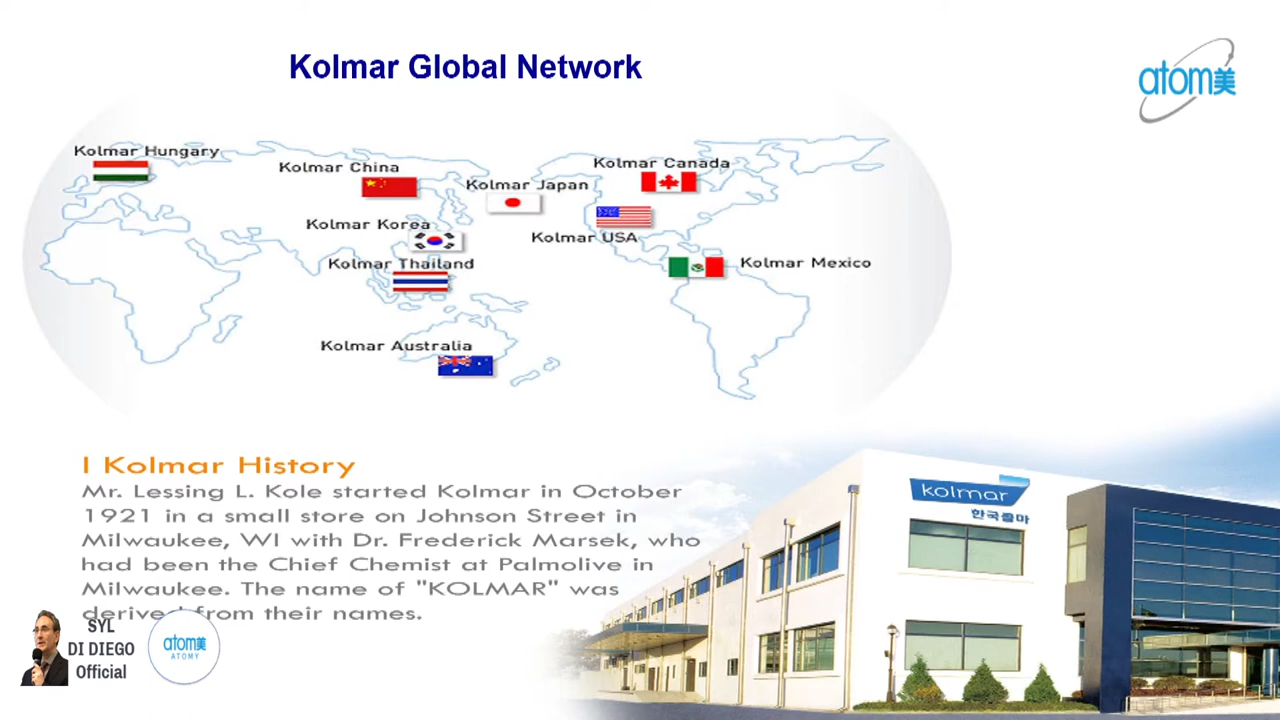 Kolmar Global Network
atom美
Kolmar Hungary
Kolmar China
Kolmar Canada
Kolmar Japan
Kolmar Korea
Kolmar USA
Kolmar Thailand
Kolmar Mexico
Kolmar Australia
I Kolmar History
Mr. Lessing L. Kole started Kolmar in October
1921 in a small store on Johnson Street in
Milwaukee, WI with Dr. Frederick Marsek, who
had been the Chief Chemist at Palmolive in
Milwaukee. The name of "KOLMAR" was
derived from their names.
kolmar
한국콜마
SYL
DI DIEGO
Official
atom美
ATOMY